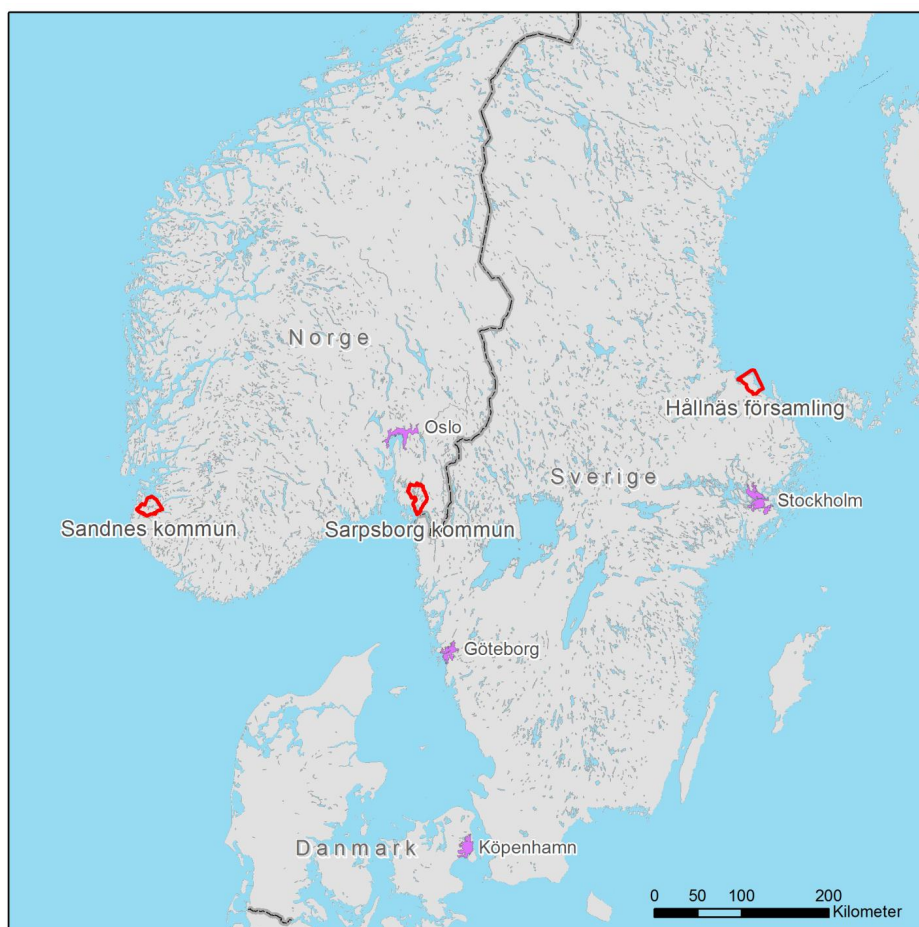 Norge
Hållnäs församling
Oslo
Sverige
Stockholm
Sandnes kommun
Sarpsborg kommun
Göteborg
Danmark
Köpenhamn
0 50 100 200
Kilometer